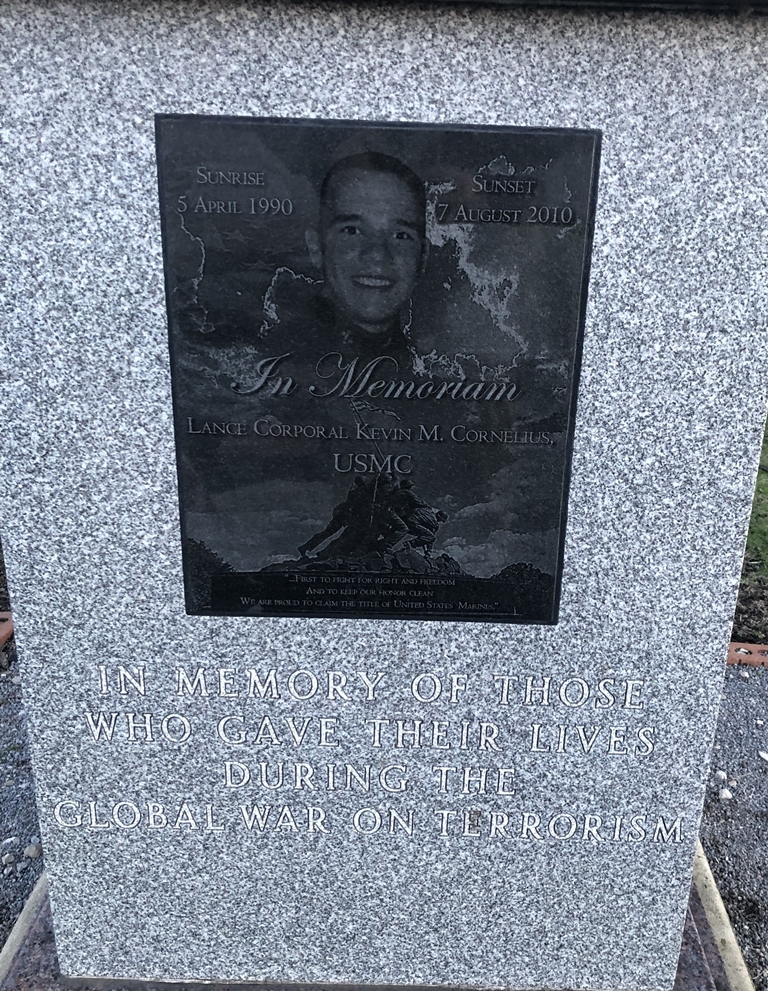 SUNRISE
5 APRIL 1990
SUNSET
7 AUGUST 2010
In Memoriam
LANCE CORPORAL KEVIN M. CORNELIUS,
USMC
"FIRST TO FIGHT FOR RIGHT AND FREEDOM
AND TO KEEP OUR HONOR CLEAN
WE ARE PROUD TO CLAIM THE TITLE OF UNITED STATES MARINES."
IN MEMORY OF THOSE
WHO GAVE THEIR LIVES
DURING THE
GLOBAL WAR ON TERRORISM